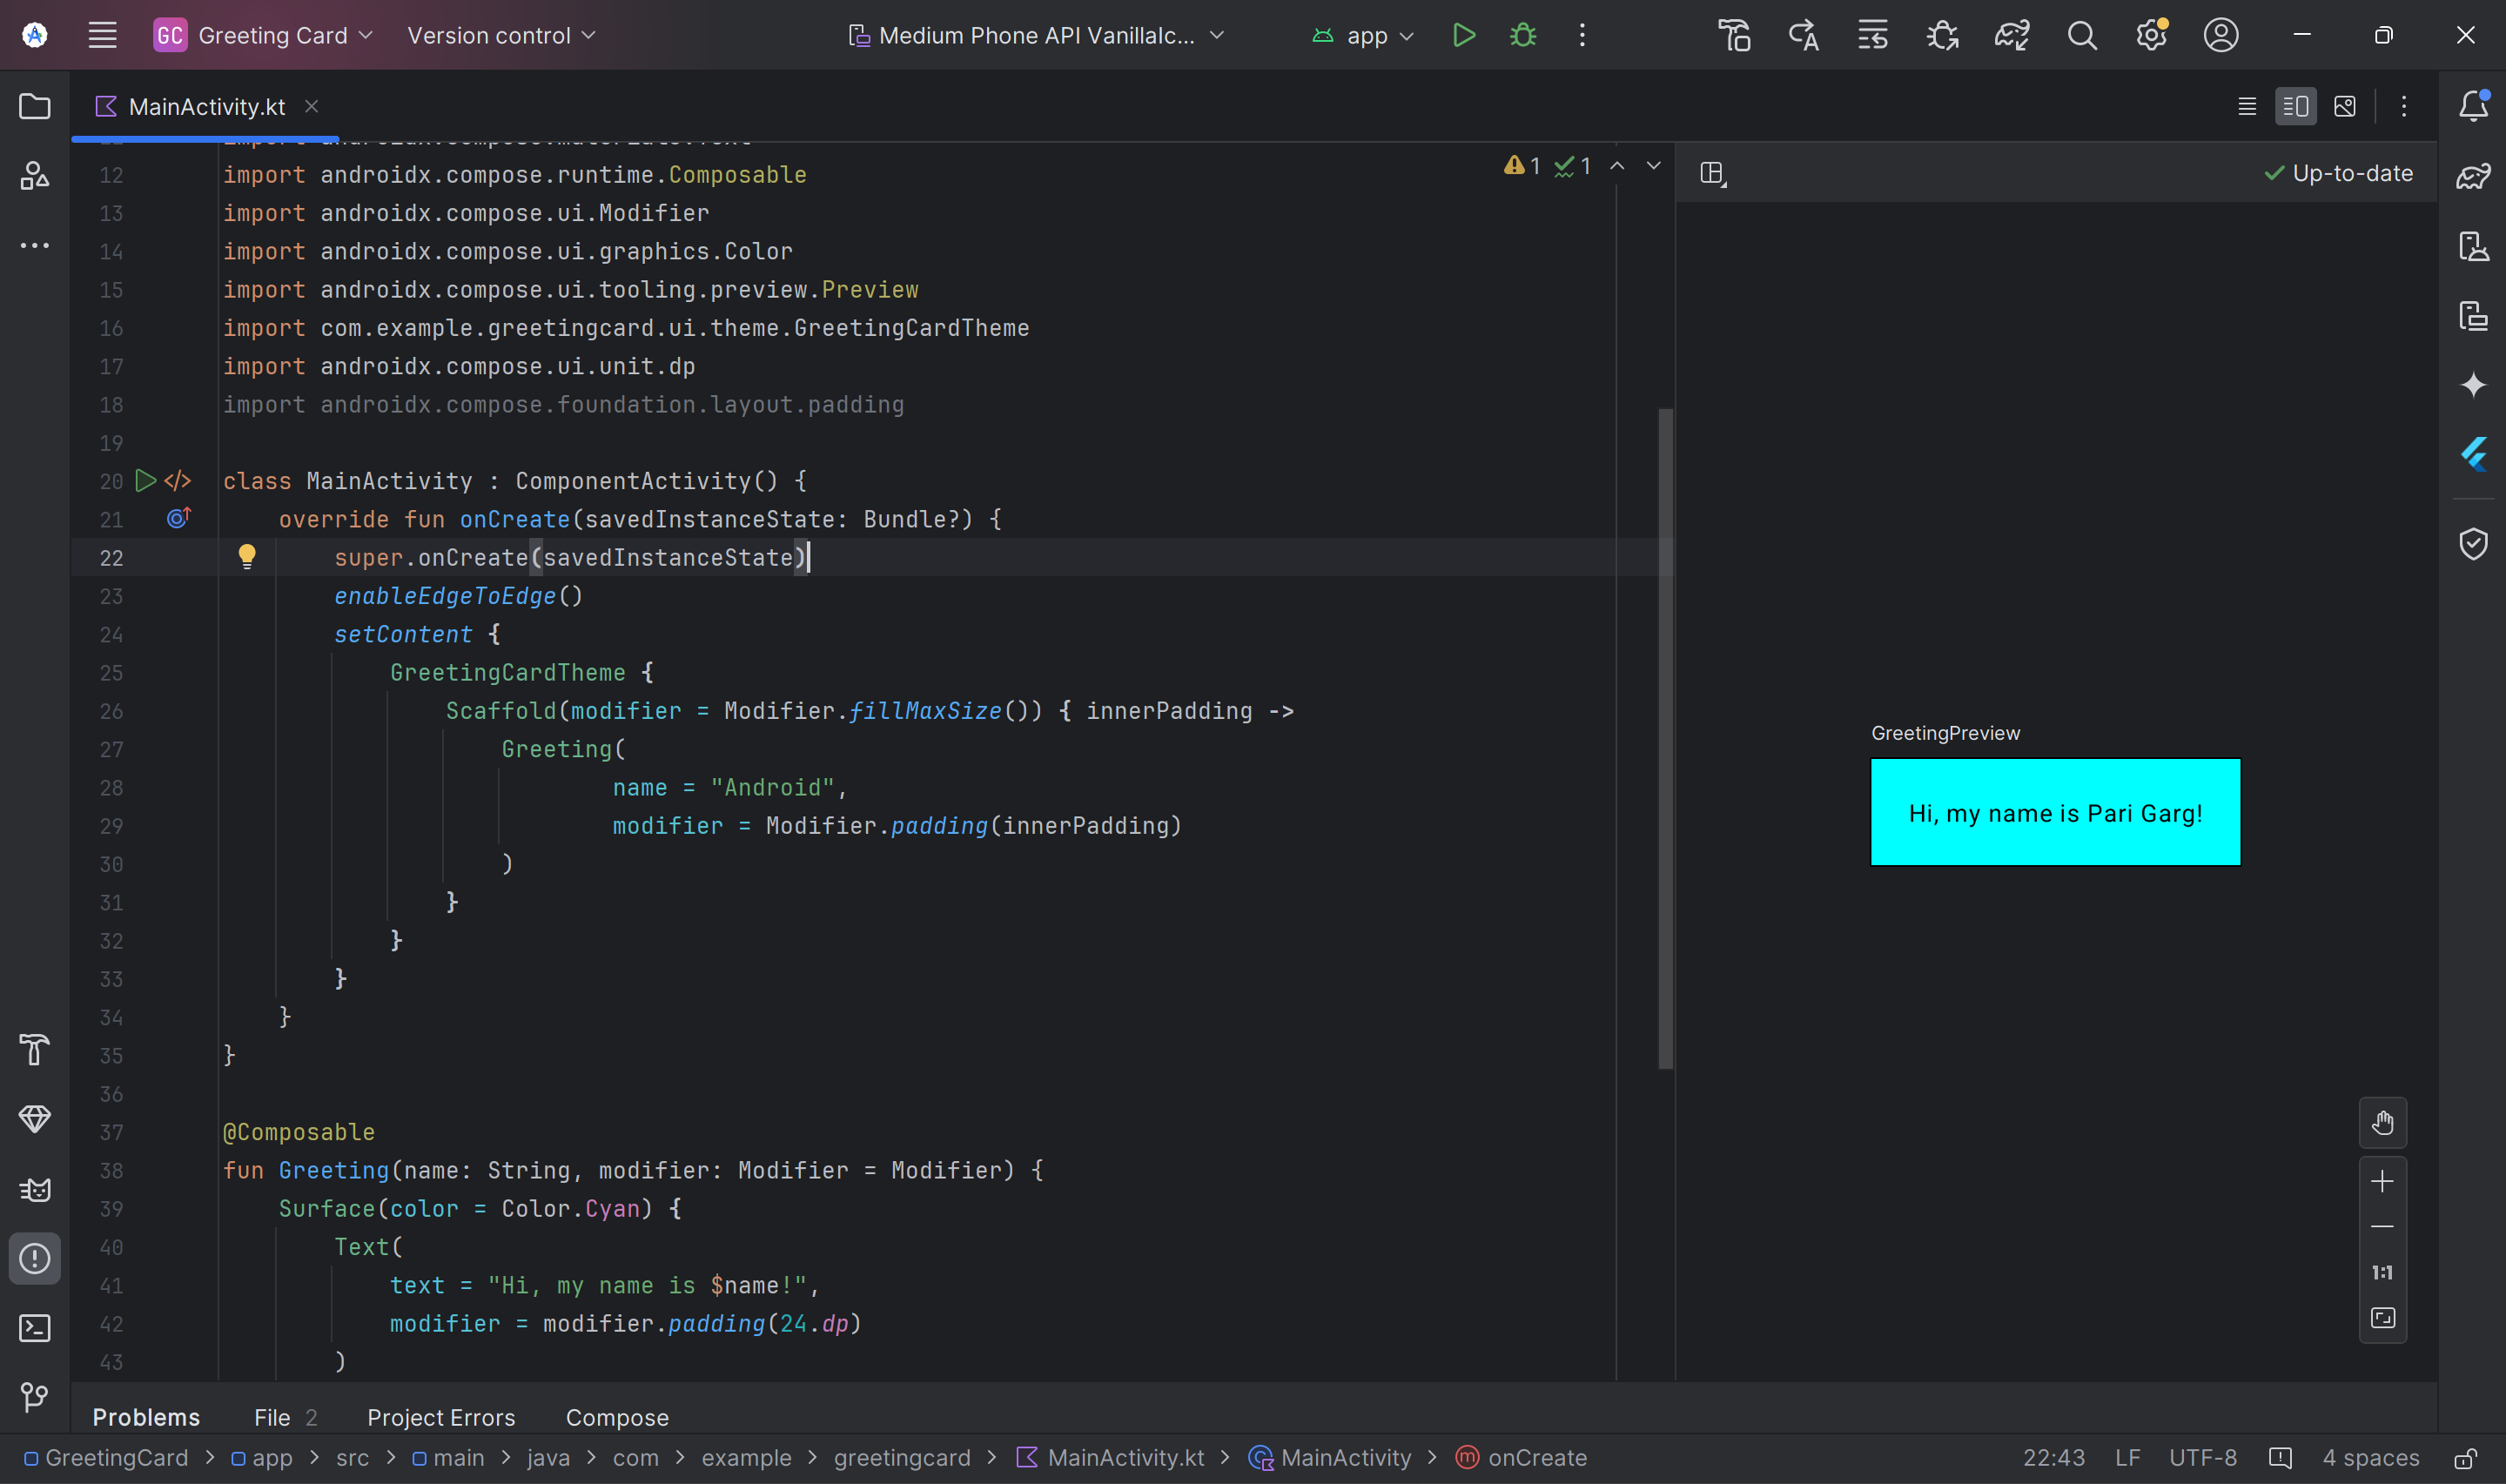 GC Greeting Card Version control Medium Phone API VanillaIc... app
MainActivity.kt
1 1
Up-to-date
12 import androidx.compose.runtime.Composable
13 import androidx.compose.ui.Modifier
14 import androidx.compose.ui.graphics.Color
15 import androidx.compose.ui.tooling.preview.Preview
16 import com.example.greetingcard.ui.theme.GreetingCardTheme
17 import androidx.compose.ui.unit.dp
18 import androidx.compose.foundation.layout.padding
19
20 class MainActivity : ComponentActivity() {
21 override fun onCreate(savedInstanceState: Bundle?) {
22 super.onCreate(savedInstanceState)
23 enableEdgeToEdge()
24 setContent {
25 GreetingCardTheme {
26 Scaffold(modifier = Modifier.fillMaxSize()) { innerPadding ->
27 Greeting(
28 name = "Android",
29 modifier = Modifier.padding(innerPadding)
30 )
31 }
32 }
33 }
34 }
35 }
36
37 @Composable
38 fun Greeting(name: String, modifier: Modifier = Modifier) {
39 Surface(color = Color.Cyan) {
40 Text(
41 text = "Hi, my name is $name!",
42 modifier = modifier.padding(24.dp)
43 )
GreetingPreview
Hi, my name is Pari Garg!
1:1
Problems File 2 Project Errors Compose
GreetingCard > app > src > main > java > com > example > greetingcard > MainActivity.kt > MainActivity > onCreate 22:43 LF UTF-8 4 spaces